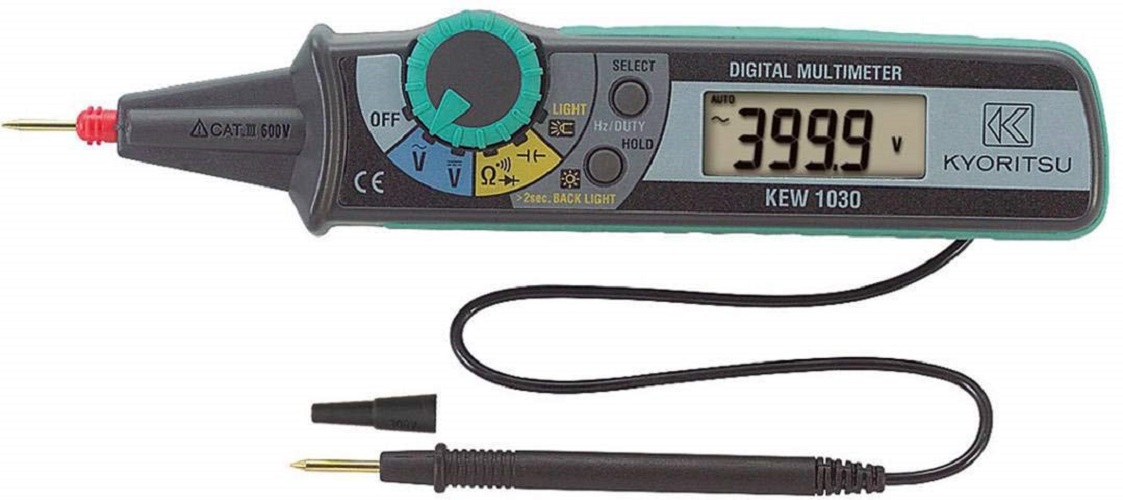 ⚠CAT.Ⅲ 600V
OFF
CE
~
V
⎓
V
Ω
LIGHT
>2sec. BACK LIGHT
SELECT
Hz/DUTY
HOLD
DIGITAL MULTIMETER
AUTO
~ 399.9 V
KEW 1030
K
KYORITSU